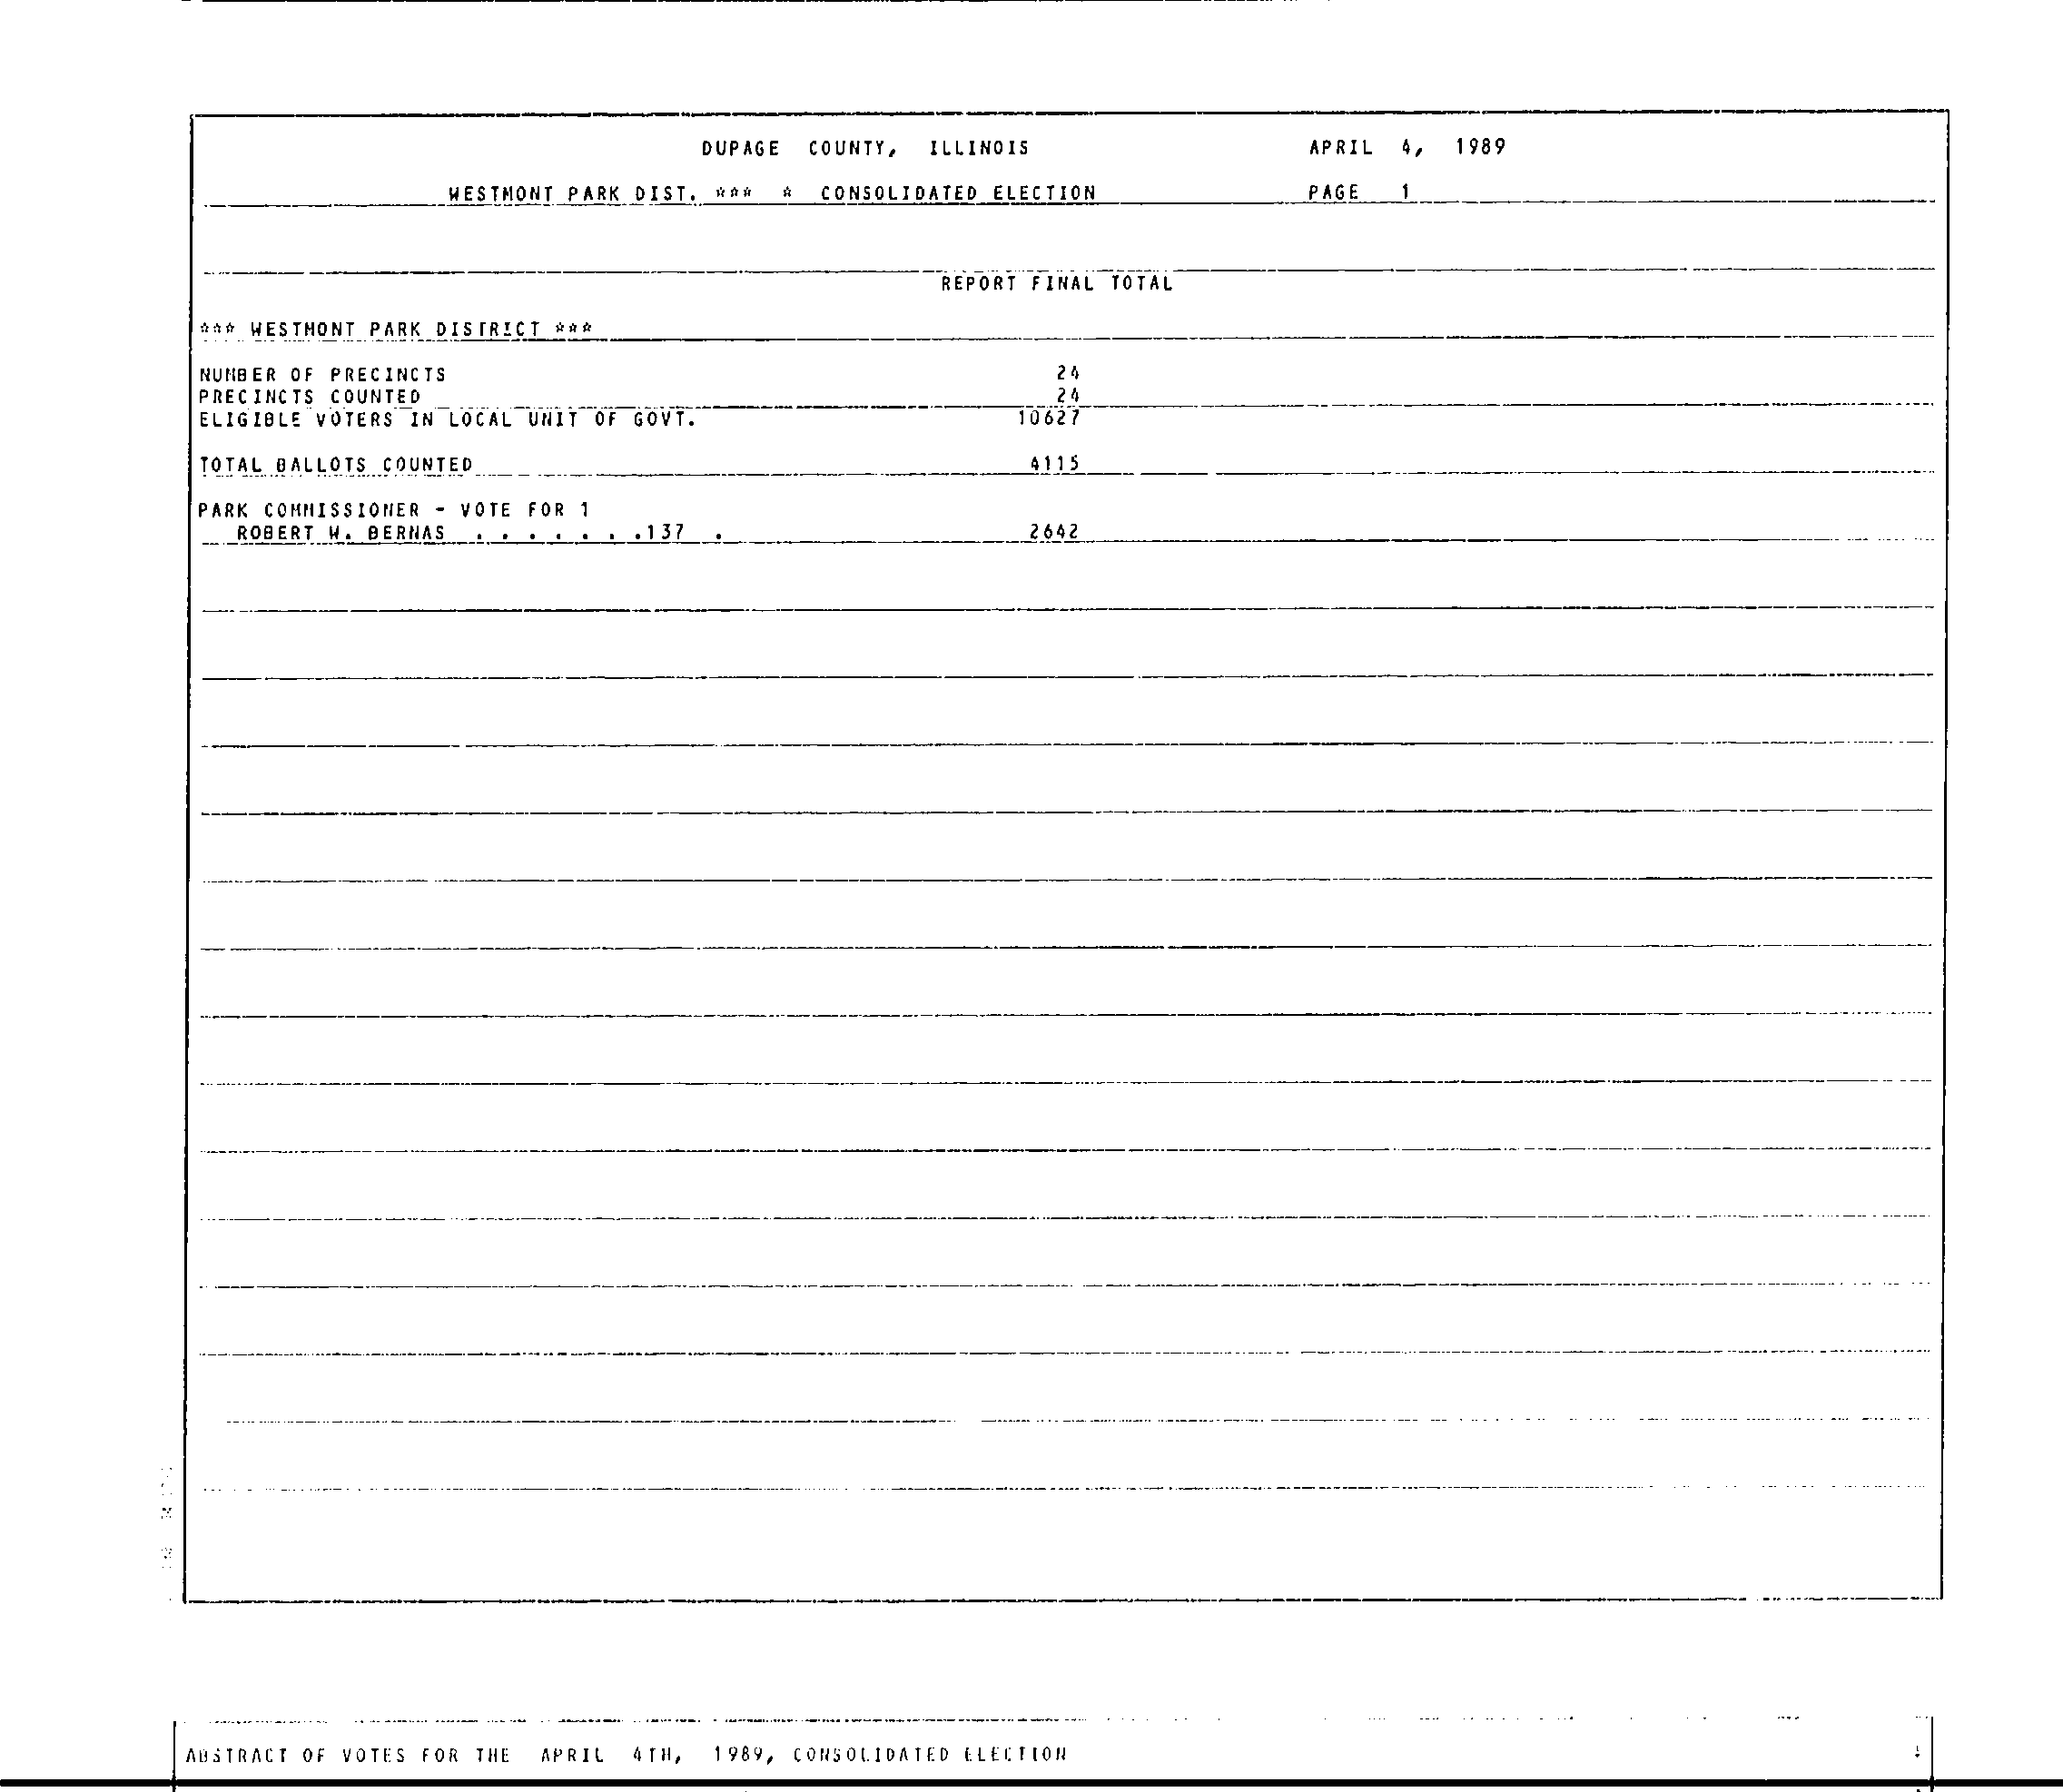 DUPAGE COUNTY, ILLINOIS APRIL 4, 1989
WESTMONT PARK DIST. *** * CONSOLIDATED ELECTION PAGE 1
REPORT FINAL TOTAL
*** WESTMONT PARK DISTRICT ***
NUMBER OF PRECINCTS 24
PRECINCTS COUNTED 24
ELIGIBLE VOTERS IN LOCAL UNIT OF GOVT. 10627
TOTAL BALLOTS COUNTED 4115
PARK COMMISSIONER - VOTE FOR 1
ROBERT W. BERNAS . . . . . . .137 . 2642
ABSTRACT OF VOTES FOR THE APRIL 4TH, 1989, CONSOLIDATED ELECTION